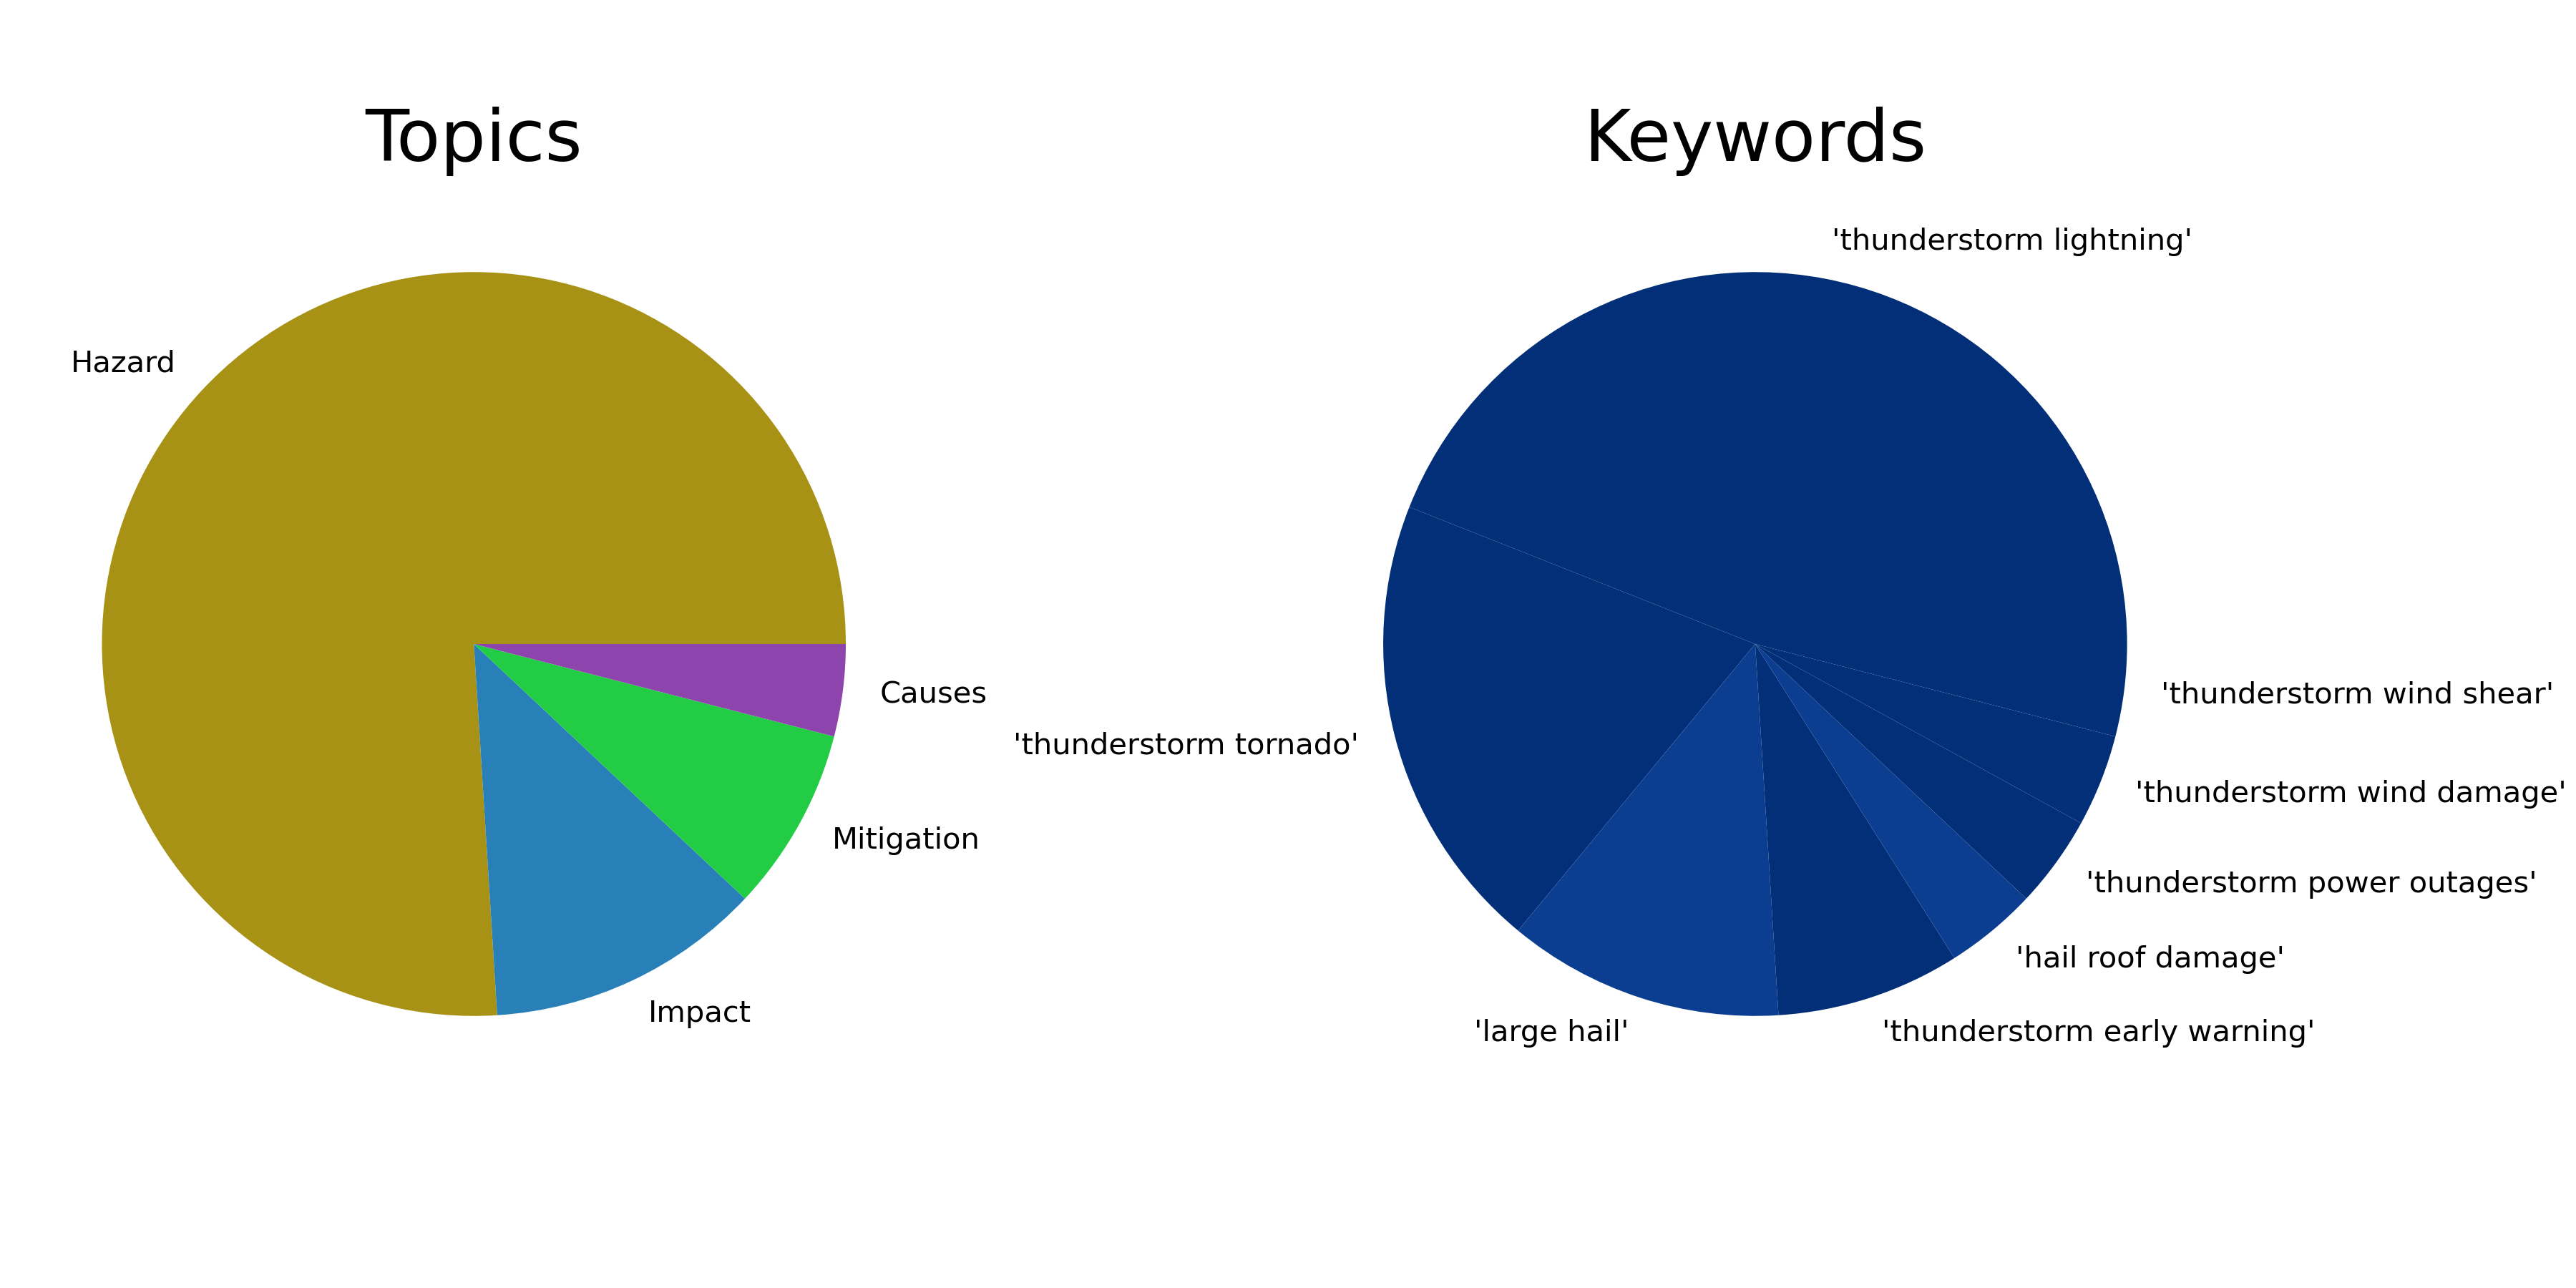 Topics
Hazard
Causes
Mitigation
Impact
Keywords
'thunderstorm lightning'
'thunderstorm tornado'
'large hail'
'thunderstorm early warning'
'hail roof damage'
'thunderstorm power outages'
'thunderstorm wind damage'
'thunderstorm wind shear'